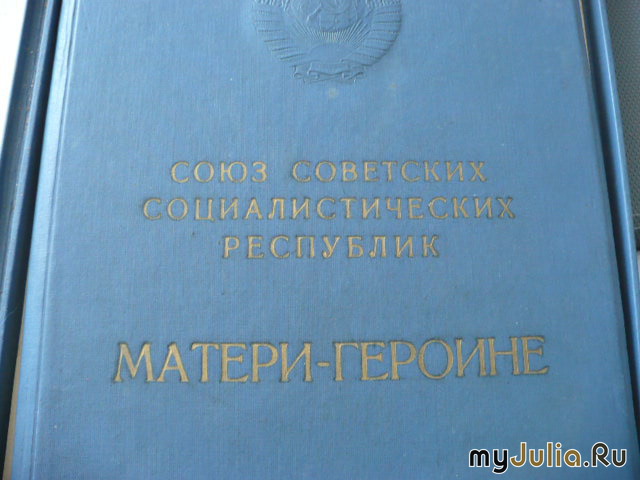 СОЮЗ СОВЕТСКИХ
СОЦИАЛИСТИЧЕСКИХ
РЕСПУБЛИК
МАТЕРИ-ГЕРОИНЕ
myJulia.Ru